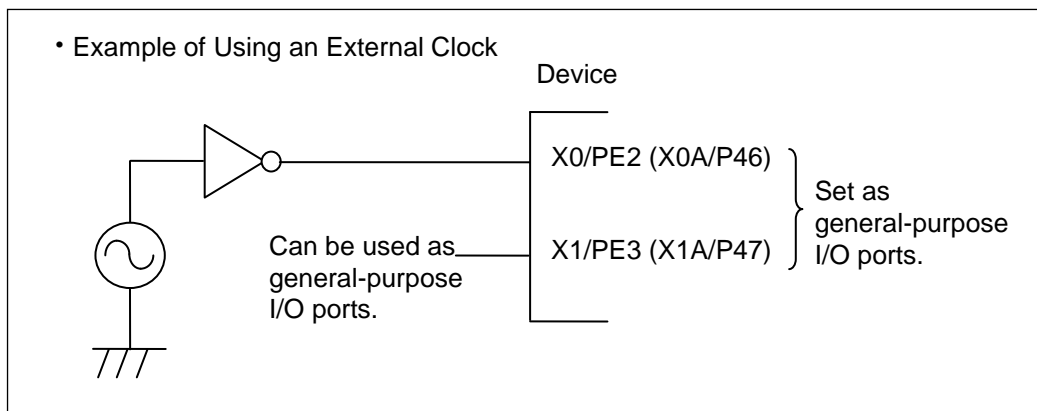 • Example of Using an External Clock
Device
X0/PE2 (X0A/P46)
X1/PE3 (X1A/P47)
Set as
general-purpose
I/O ports.
Can be used as
general-purpose
I/O ports.